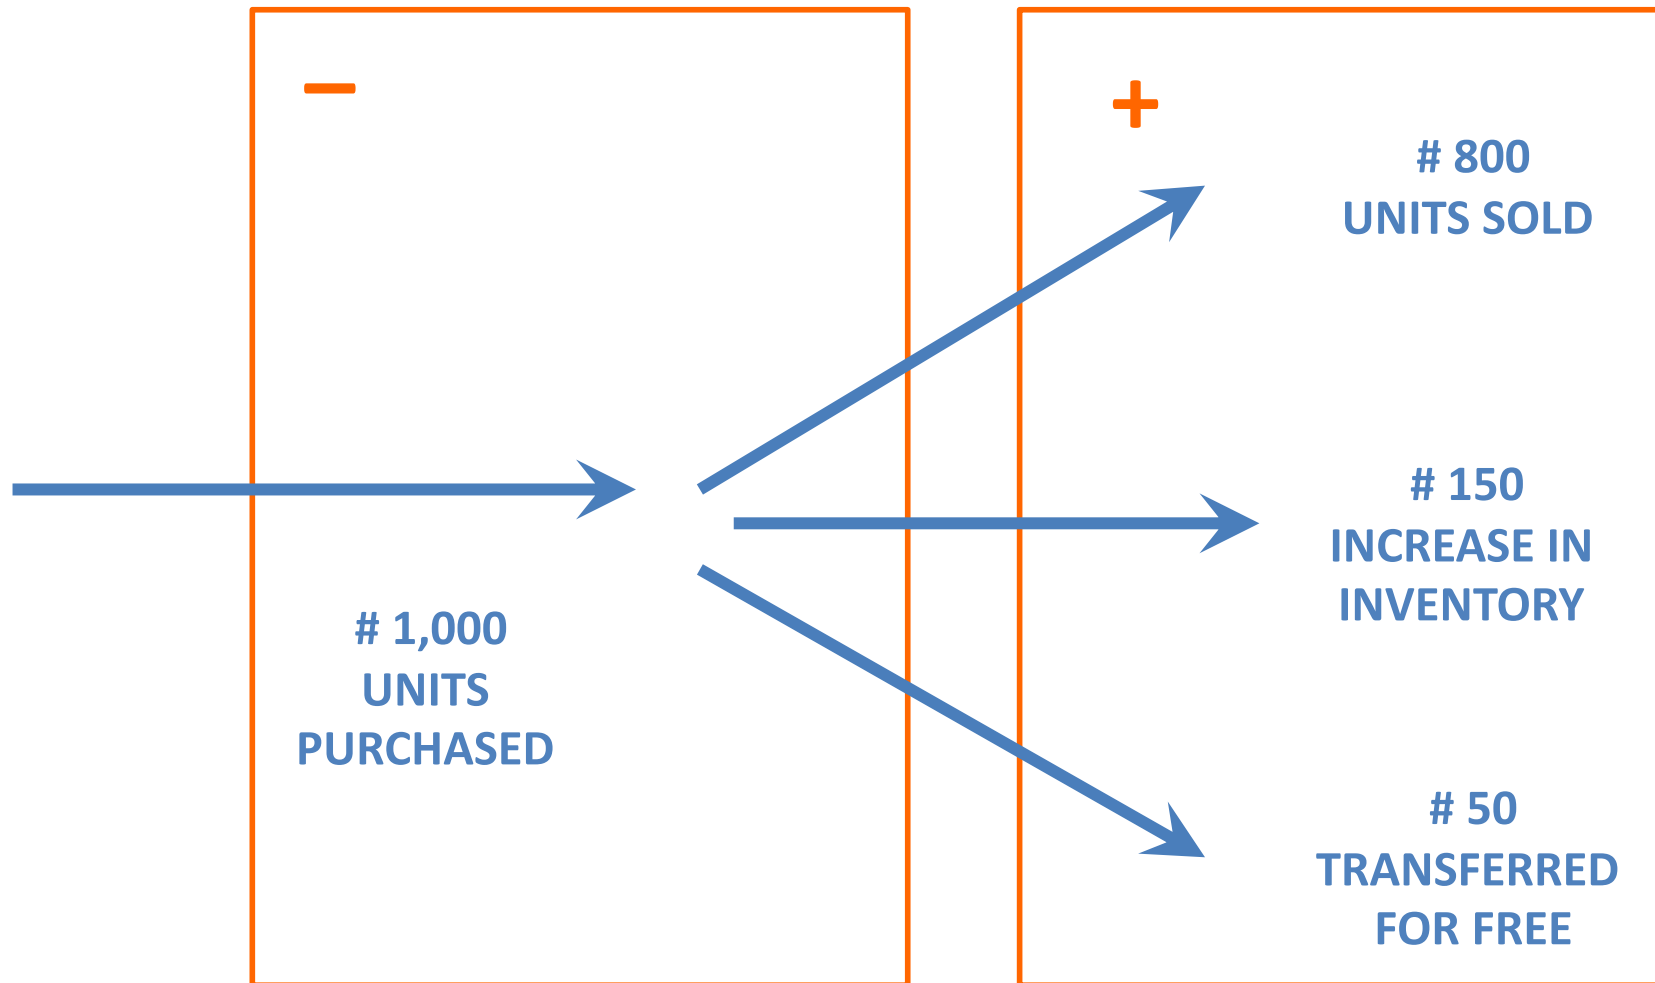 −
+
# 800
UNITS SOLD
# 150
INCREASE IN
INVENTORY
# 1,000
UNITS
PURCHASED
# 50
TRANSFERRED
FOR FREE